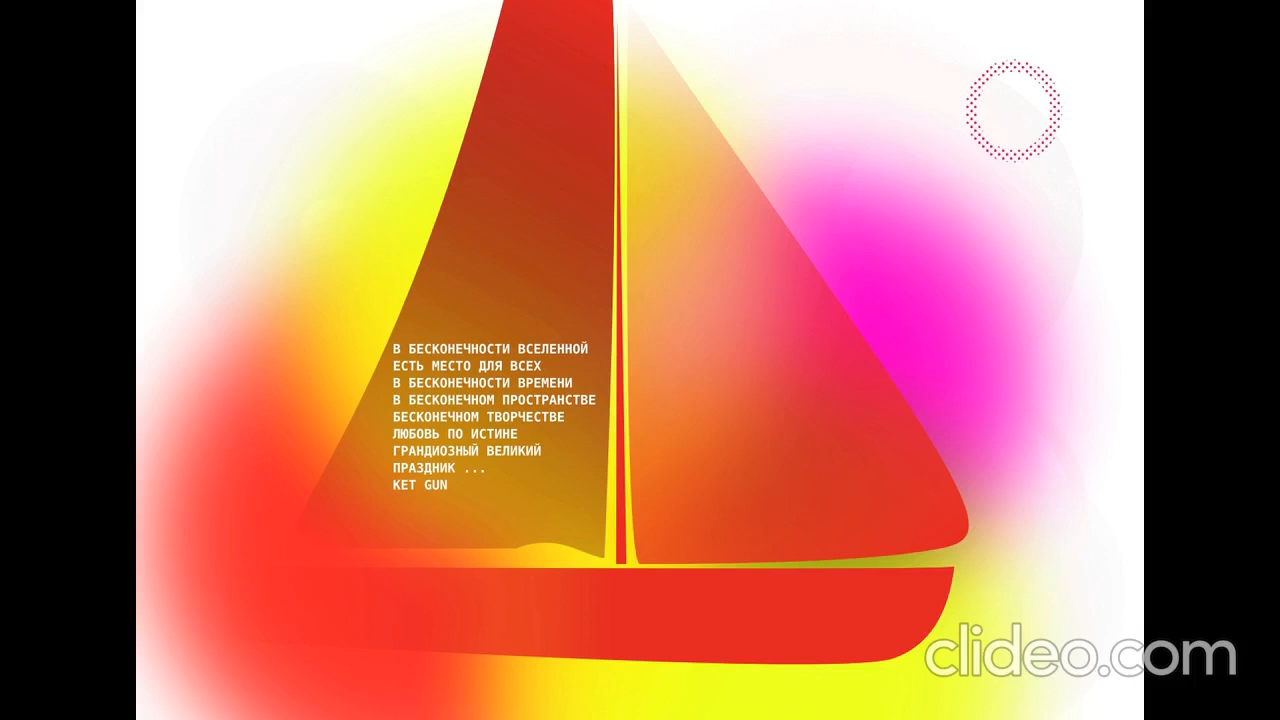 В БЕСКОНЕЧНОСТИ ВСЕЛЕННОЙ
ЕСТЬ МЕСТО ДЛЯ ВСЕХ
В БЕСКОНЕЧНОСТИ ВРЕМЕНИ
В БЕСКОНЕЧНОМ ПРОСТРАНСТВЕ
БЕСКОНЕЧНОМ ТВОРЧЕСТВЕ
ЛЮБОВЬ ПО ИСТИНЕ
ГРАНДИОЗНЫЙ ВЕЛИКИЙ
ПРАЗДНИК ...
КЕТ GUN
clideo.com